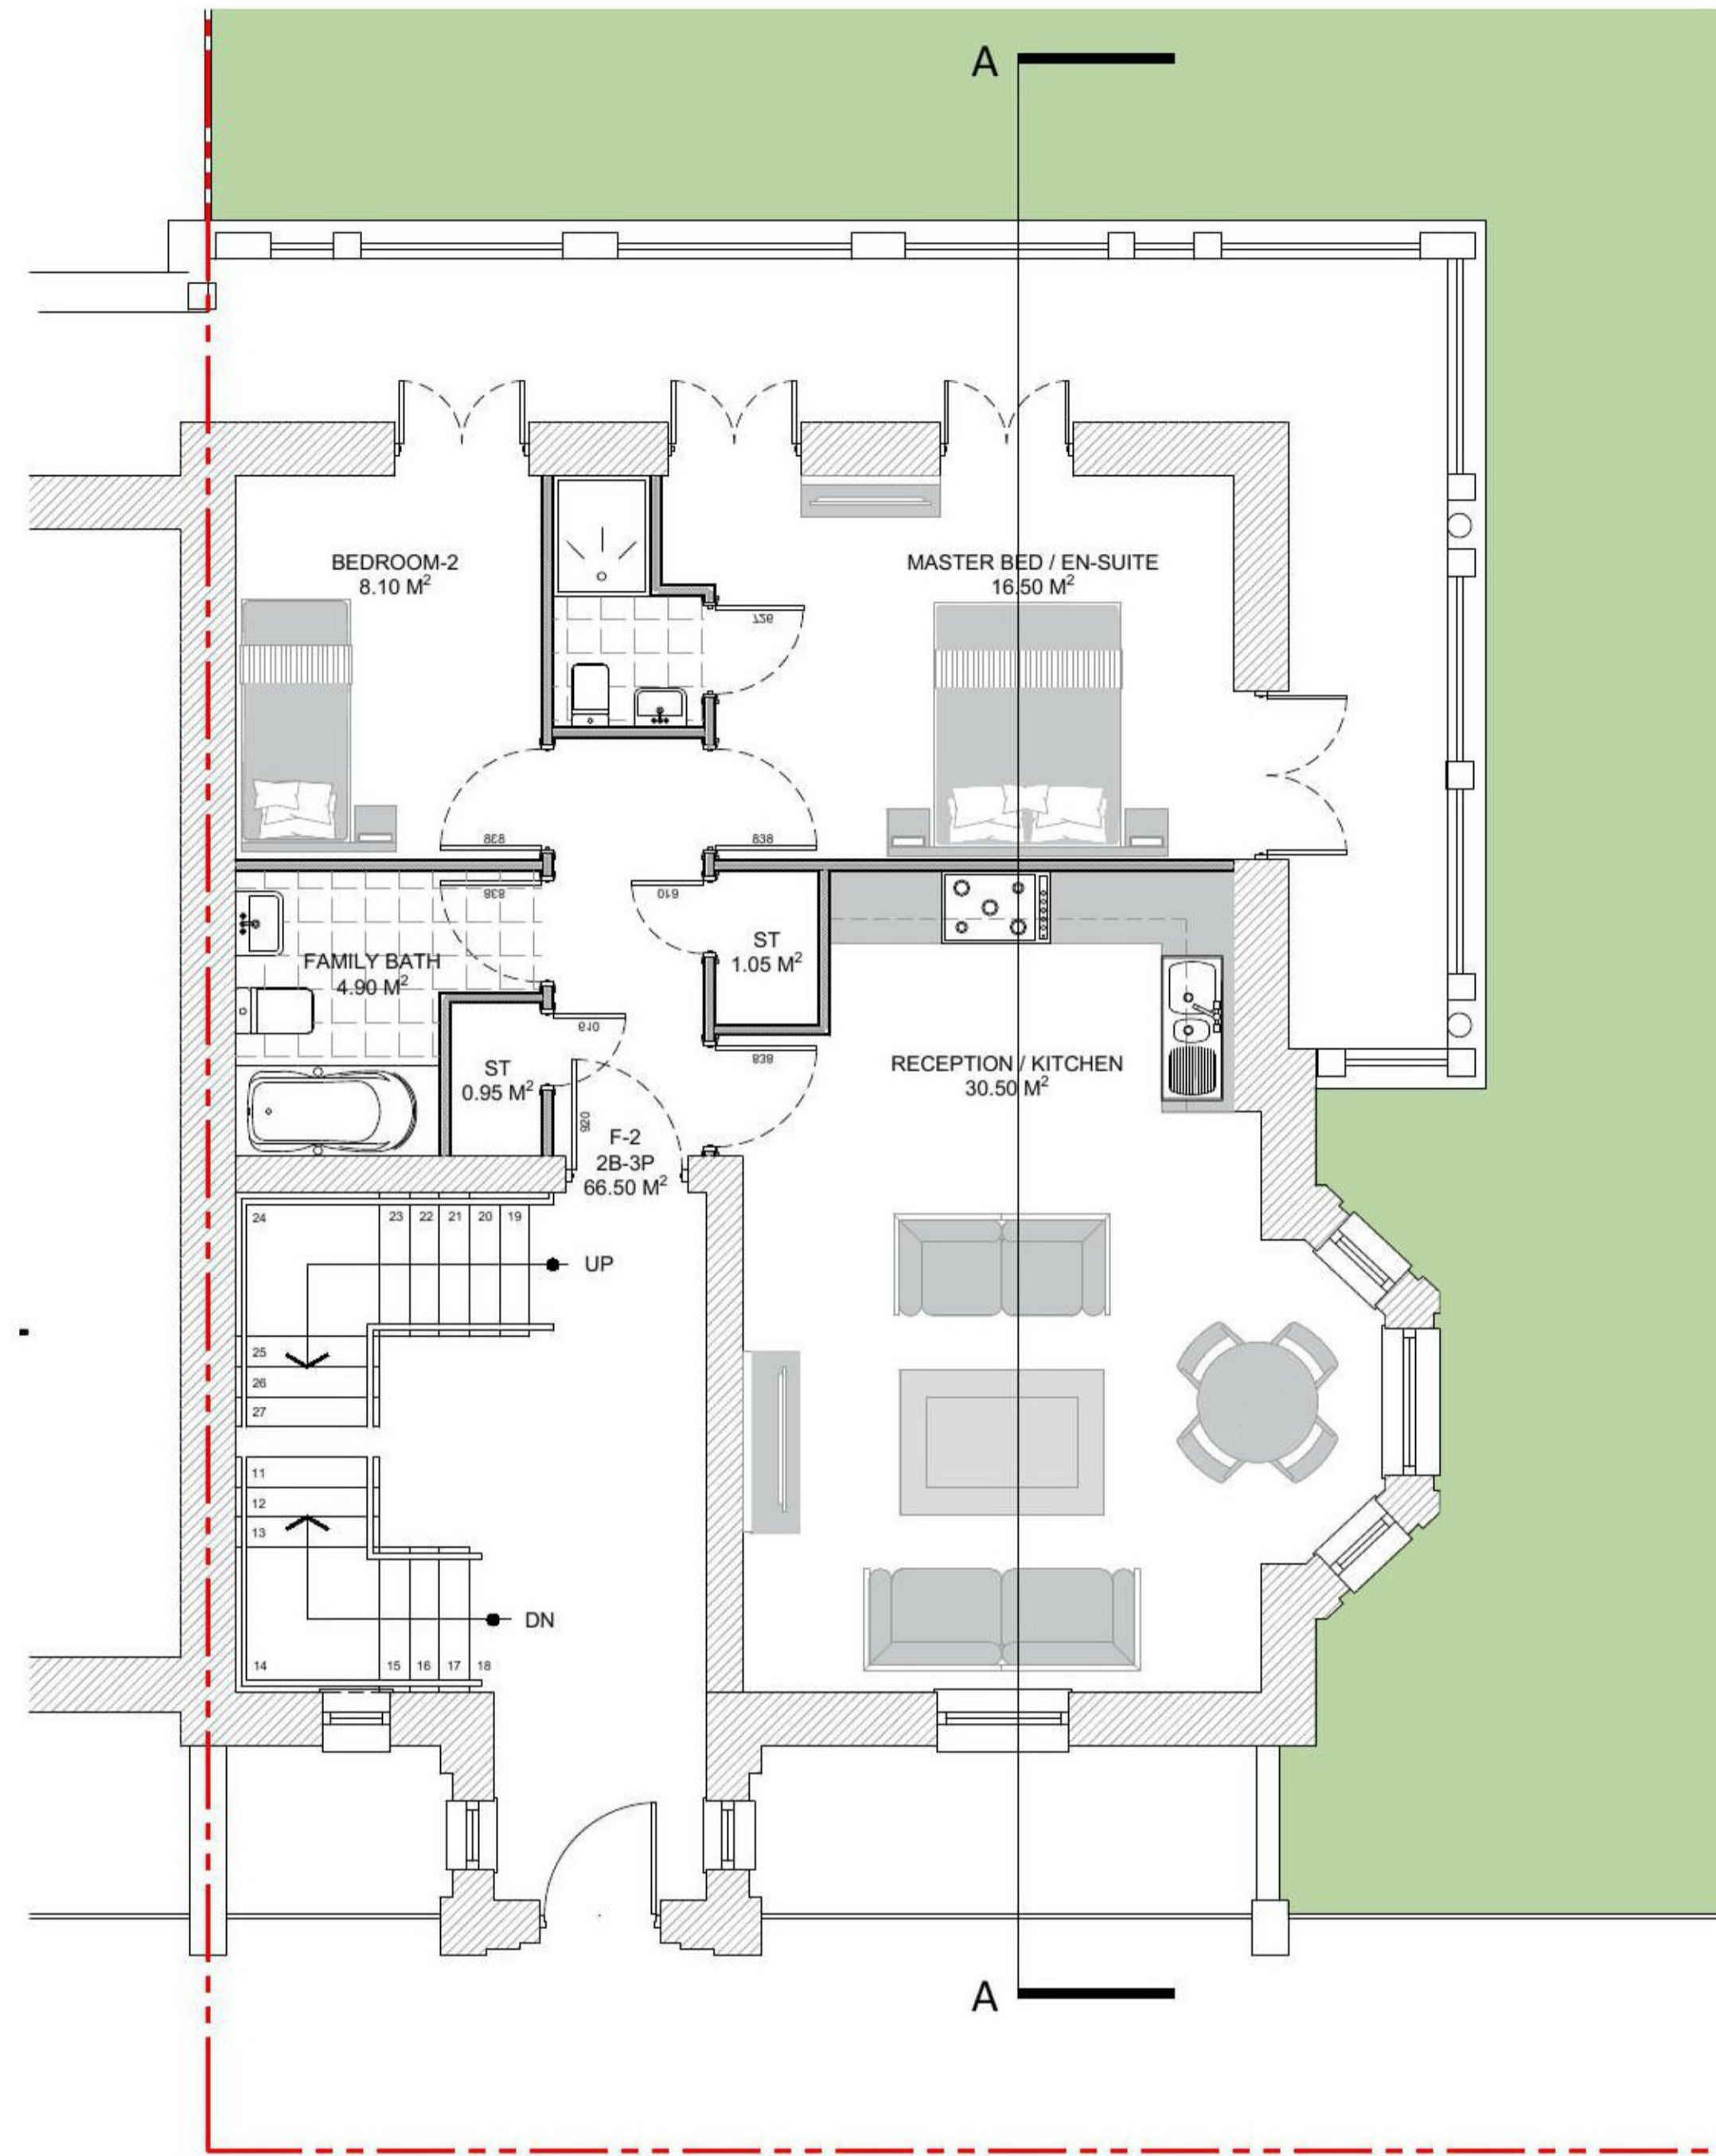 A
BEDROOM-2
8.10 M²
MASTER BED / EN-SUITE
16.50 M²
726
838
838
838
610
FAMILY BATH
4.90 M²
ST
1.05 M²
610
ST
0.95 M²
838
RECEPTION / KITCHEN
30.50 M²
920
F-2
2B-3P
66.50 M²
24
23 22 21 20 19
UP
25
26
27
11
12
13
DN
14
15 16 17 18
A